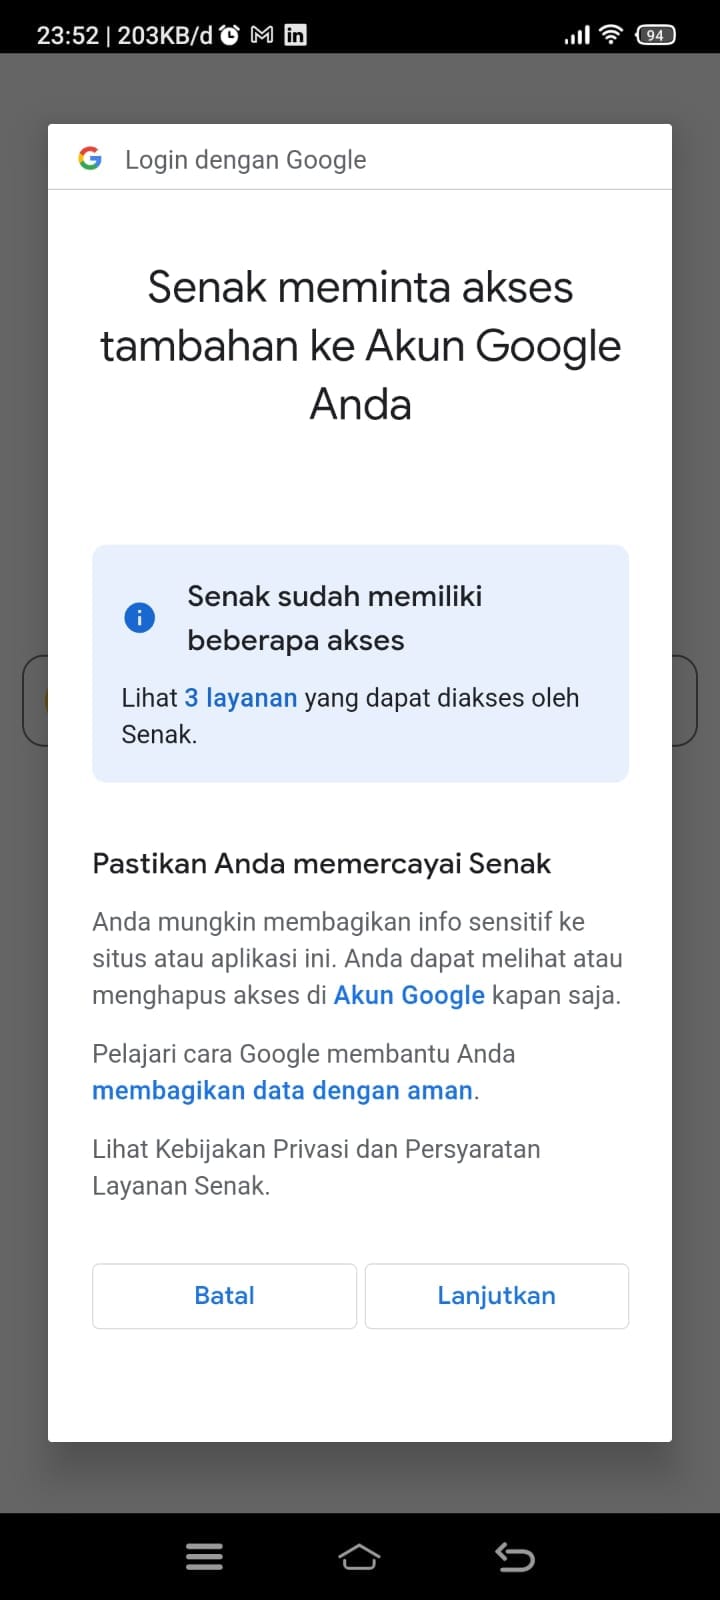 23:52 | 203KB/d
94
Login dengan Google
Senak meminta akses
tambahan ke Akun Google
Anda
Senak sudah memiliki
beberapa akses
Lihat 3 layanan yang dapat diakses oleh
Senak.
Pastikan Anda memercayai Senak
Anda mungkin membagikan info sensitif ke
situs atau aplikasi ini. Anda dapat melihat atau
menghapus akses di Akun Google kapan saja.
Pelajari cara Google membantu Anda
membagikan data dengan aman.
Lihat Kebijakan Privasi dan Persyaratan
Layanan Senak.
Batal
Lanjutkan